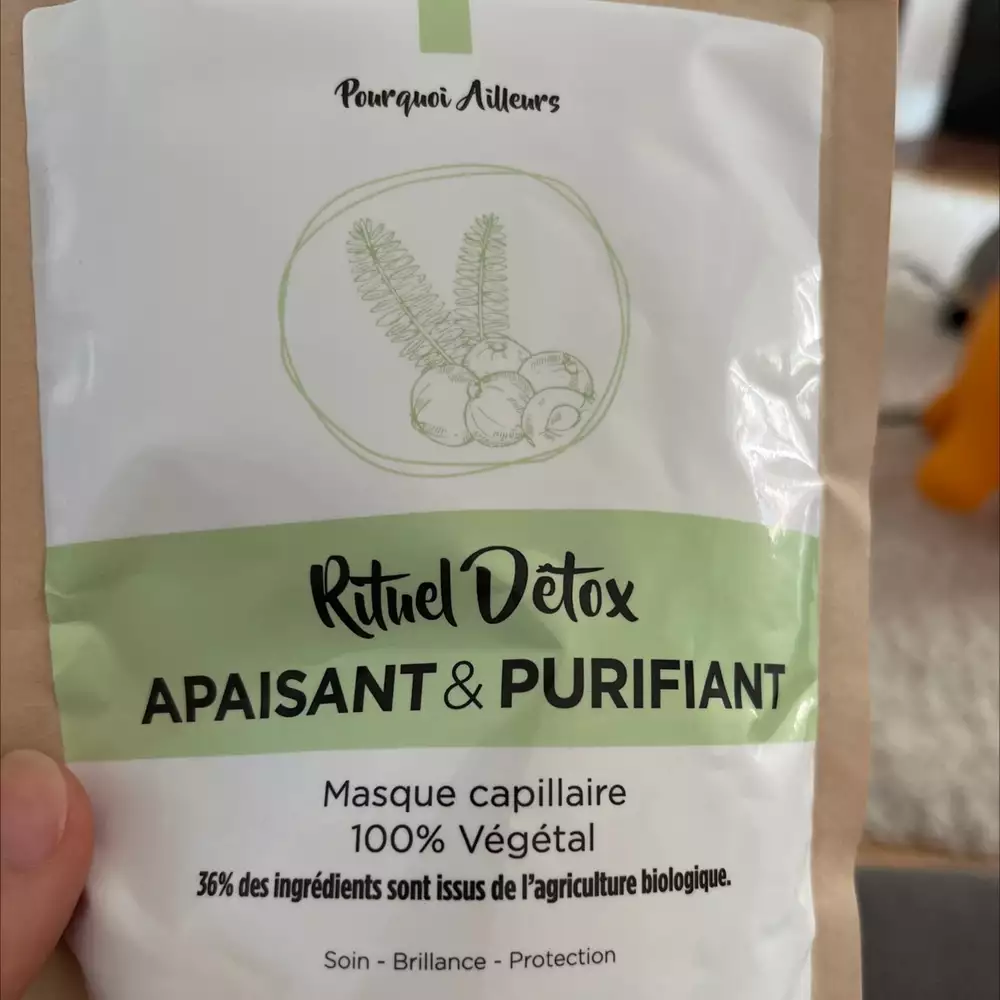 Pourquoi Ailleurs
Rituel Détox
APAISANT & PURIFIANT
Masque capillaire
100% Végétal
36% des ingrédients sont issus de l'agriculture biologique.
Soin - Brillance - Protection